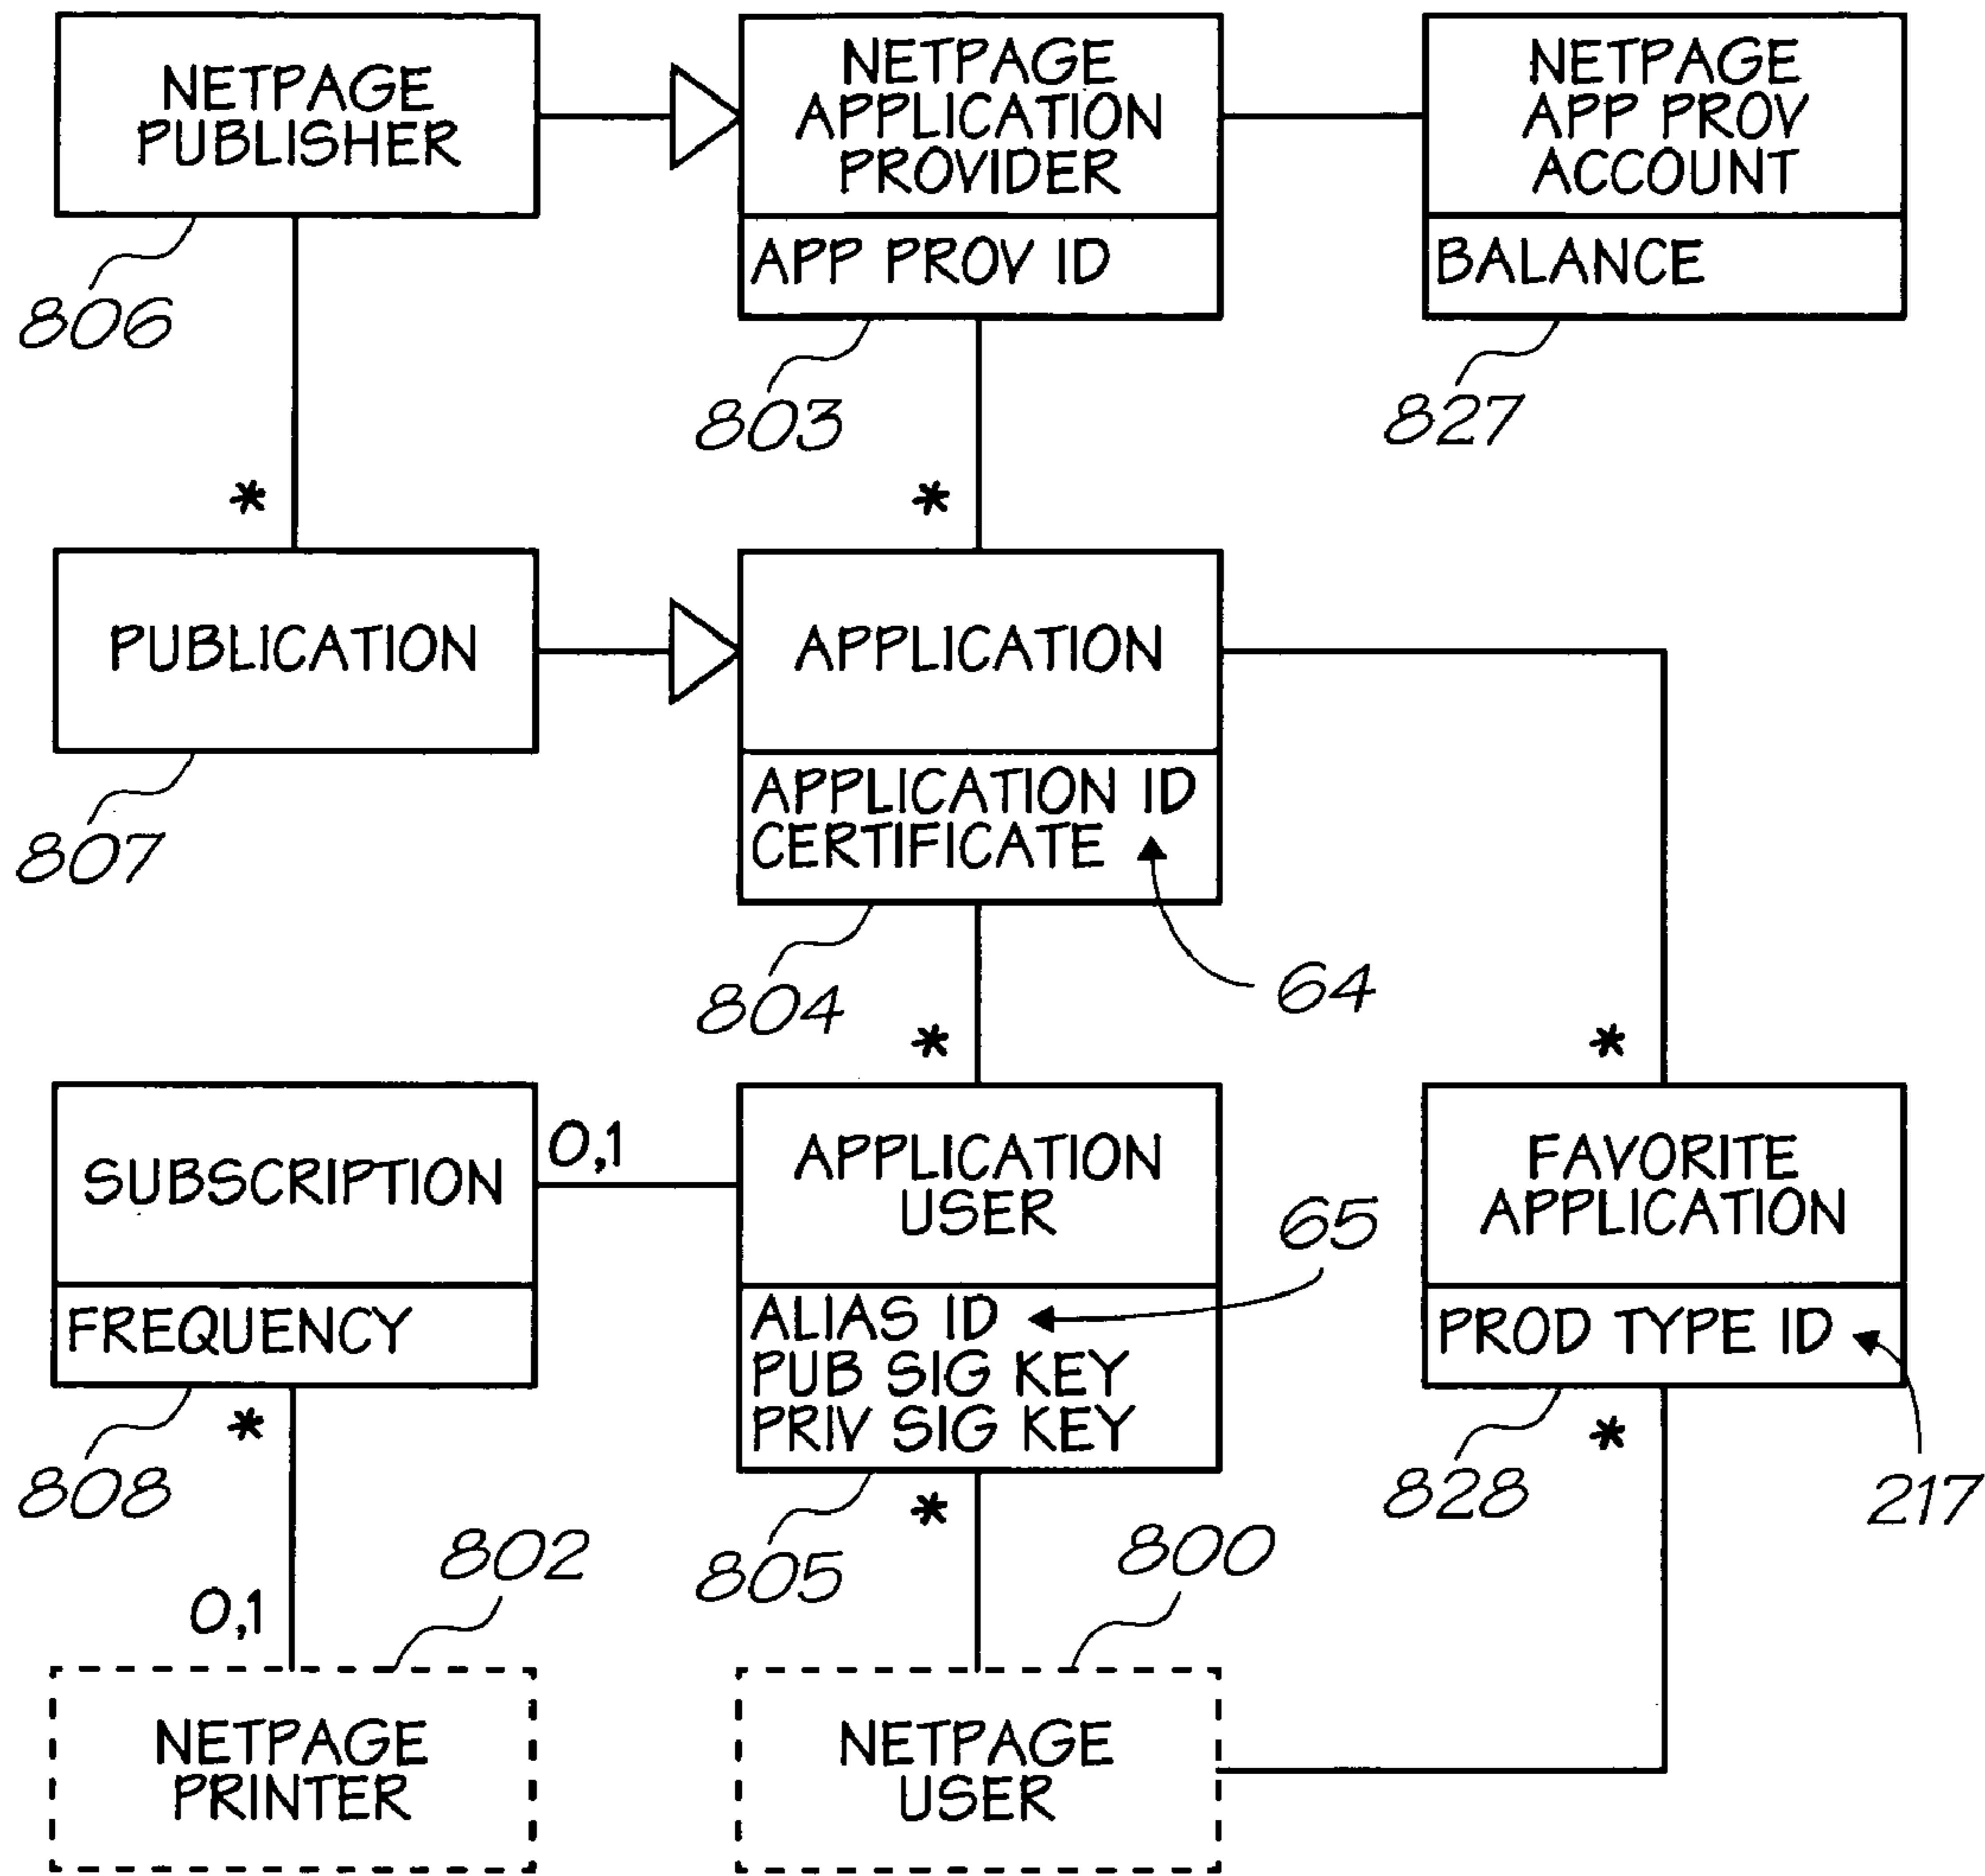 NETPAGE
PUBLISHER
806
NETPAGE
APPLICATION
PROVIDER
APP PROV ID
803
NETPAGE
APP PROV
ACCOUNT
BALANCE
827
*
*
PUBLICATION
807
APPLICATION
APPLICATION ID
CERTIFICATE
804
64
*
*
SUBSCRIPTION
FREQUENCY
808
0,1
APPLICATION
USER
ALIAS ID
PUB SIG KEY
PRIV SIG KEY
805
65
FAVORITE
APPLICATION
PROD TYPE ID
828
217
*
*
*
0,1
802
800
NETPAGE
PRINTER
NETPAGE
USER